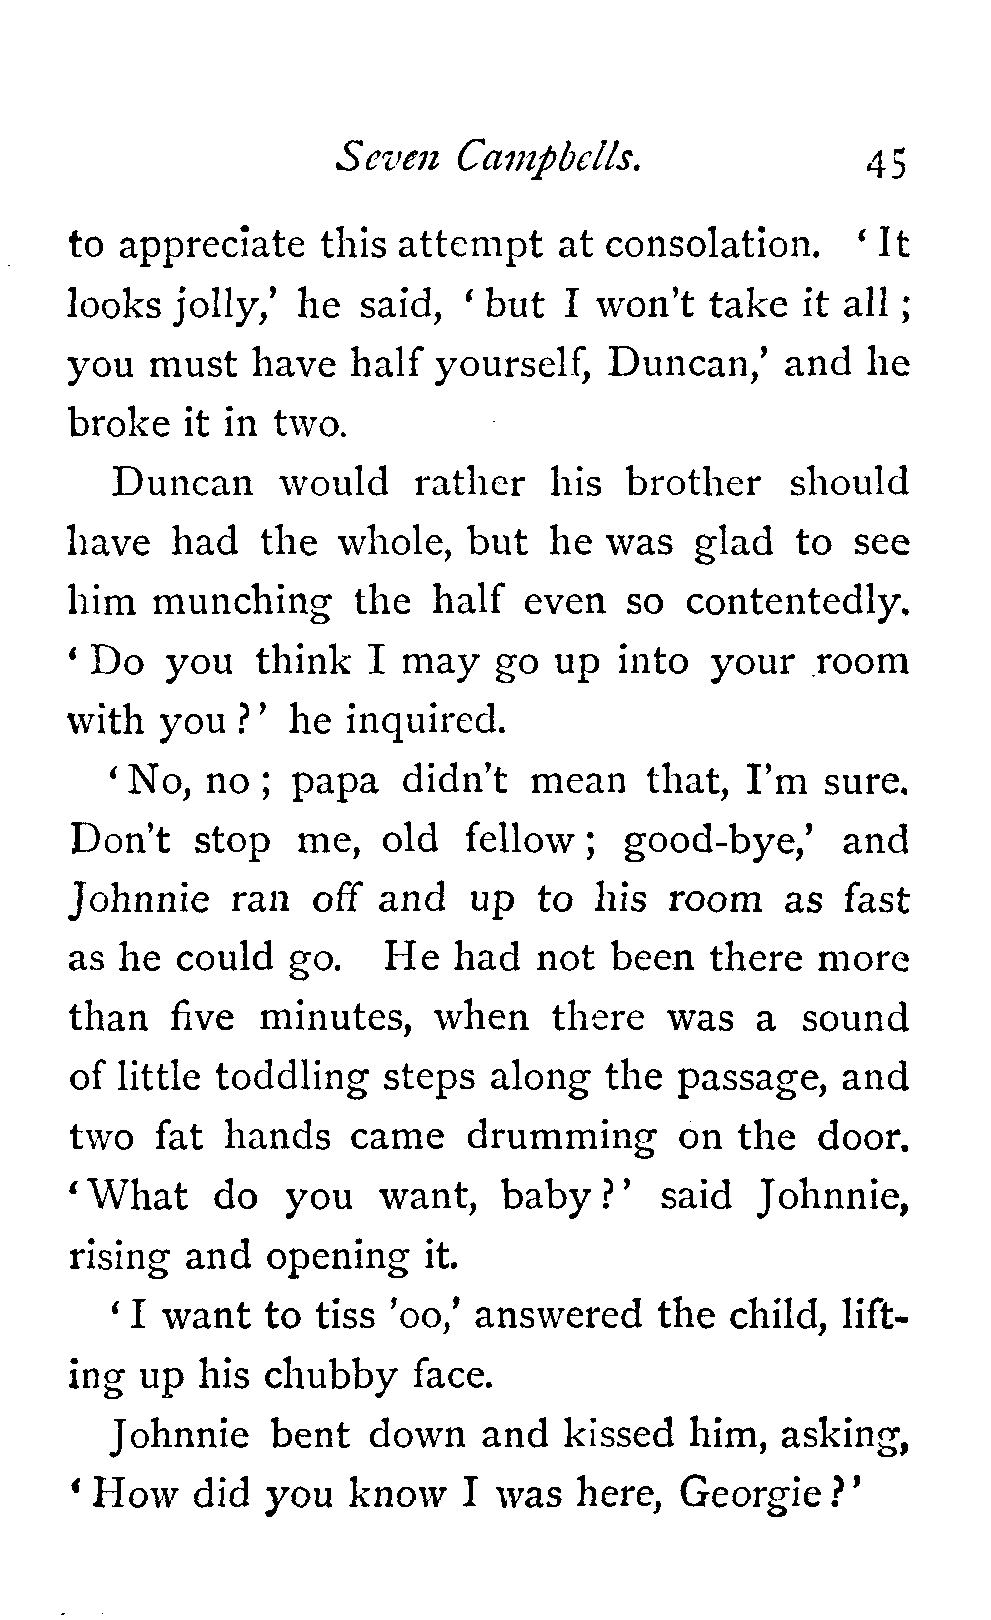 Seven Campbells. 45
to appreciate this attempt at consolation. ‘It
looks jolly,’ he said, ‘but I won’t take it all;
you must have half yourself, Duncan,’ and he
broke it in two.
Duncan would rather his brother should
have had the whole, but he was glad to see
him munching the half even so contentedly.
‘Do you think I may go up into your room
with you?’ he inquired.
‘No, no; papa didn’t mean that, I’m sure.
Don’t stop me, old fellow; good-bye,’ and
Johnnie ran off and up to his room as fast
as he could go. He had not been there more
than five minutes, when there was a sound
of little toddling steps along the passage, and
two fat hands came drumming on the door.
‘What do you want, baby?’ said Johnnie,
rising and opening it.
‘I want to tiss ’oo,’ answered the child, lift-
ing up his chubby face.
Johnnie bent down and kissed him, asking,
‘How did you know I was here, Georgie?’